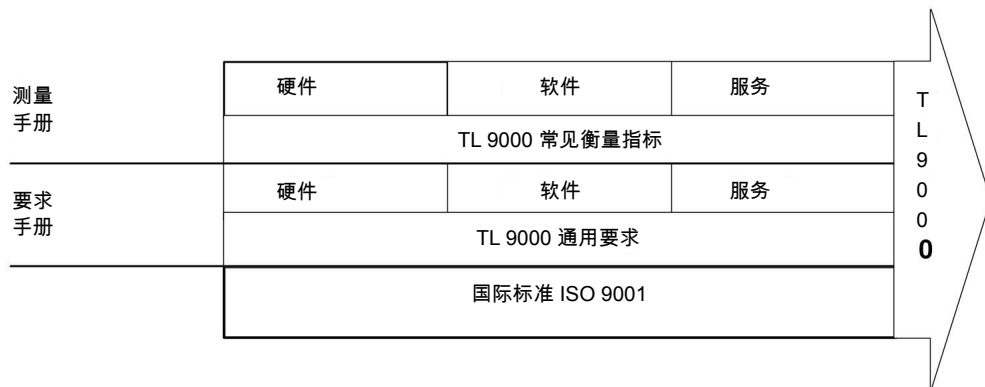 测量
手册
硬件
软件
服务
TL 9000 常见衡量指标
要求
手册
硬件
软件
服务
TL 9000 通用要求
国际标准 ISO 9001
T
L
9
0
0
0